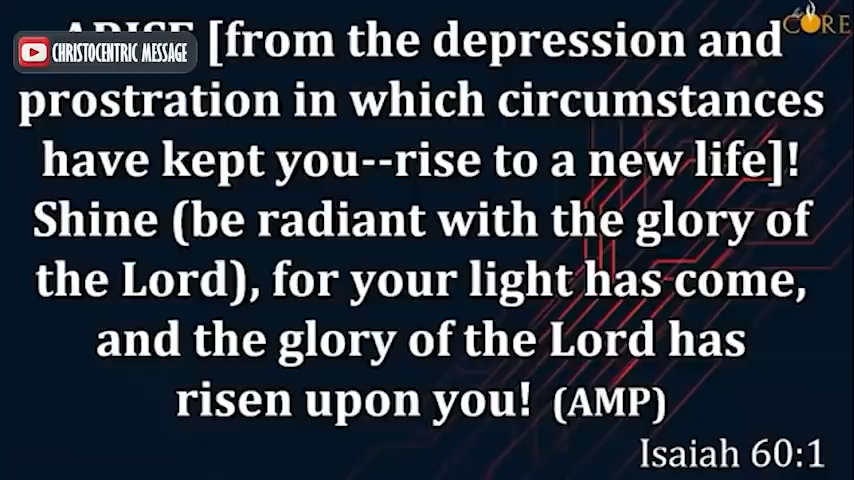 CORE
CHRISTOCENTRIC MESSAGE
ARISE [from the depression and
prostration in which circumstances
have kept you--rise to a new life]!
Shine (be radiant with the glory of
the Lord), for your light has come,
and the glory of the Lord has
risen upon you! (AMP)
Isaiah 60:1